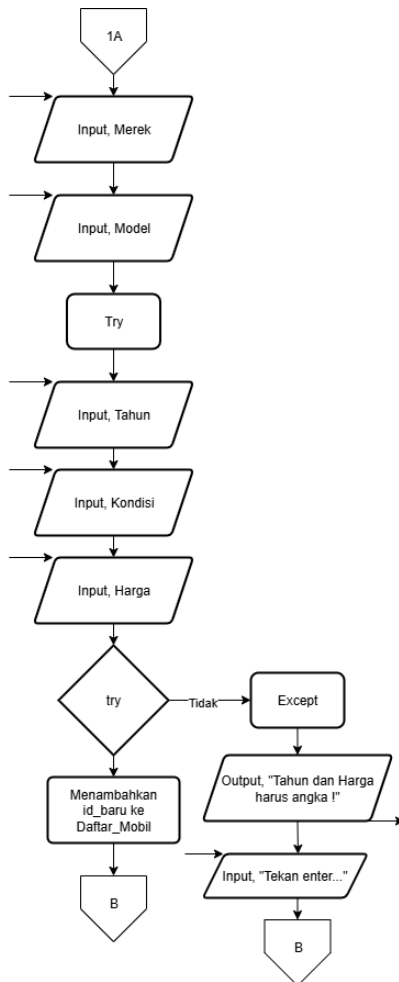 1A
Input, Merek
Input, Model
Try
Input, Tahun
Input, Kondisi
Input, Harga
try
Tidak
Except
Menambahkan
id_baru ke
Daftar_Mobil
Output, "Tahun dan Harga
harus angka !"
Input, "Tekan enter..."
B
B